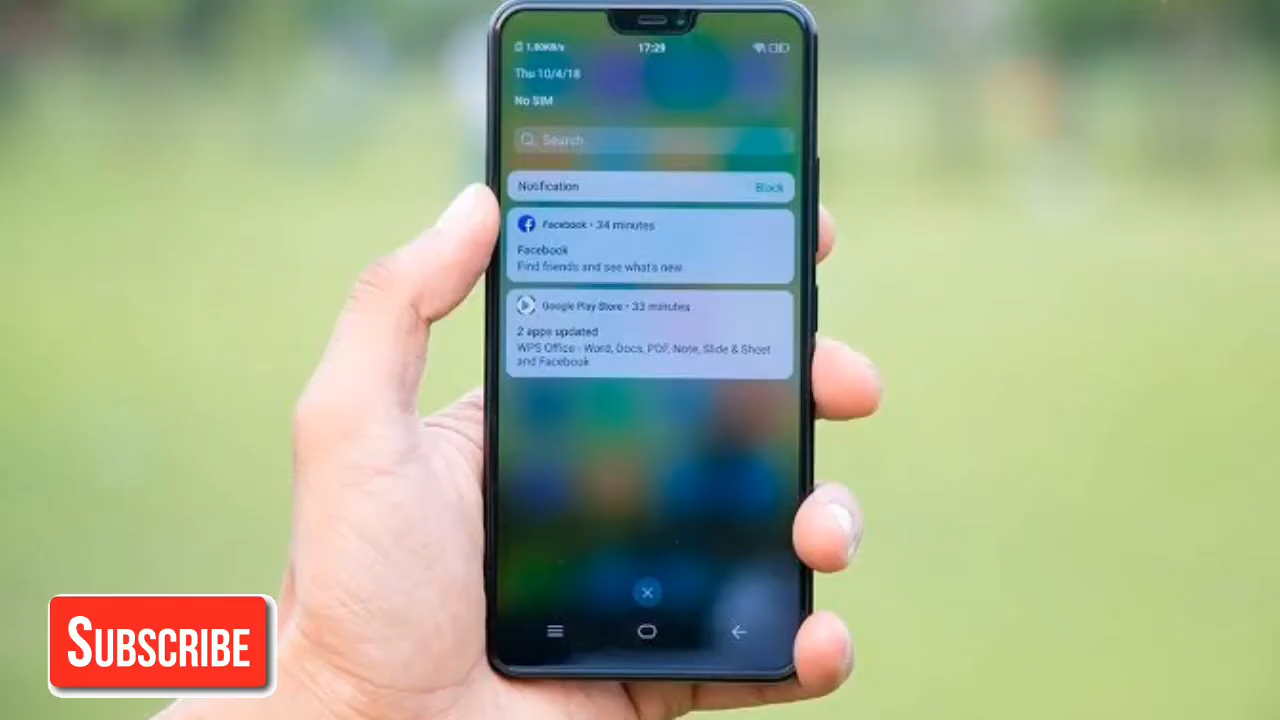 1.80KB/s 17:29
Thu 10/4/18
No SIM
Search
Notification Block
Facebook • 34 minutes
Facebook
Find friends and see what's new.
Google Play Store • 33 minutes
2 apps updated
WPS Office - Word, Docs, PDF, Note, Slide & Sheet
and Facebook
SUBSCRIBE